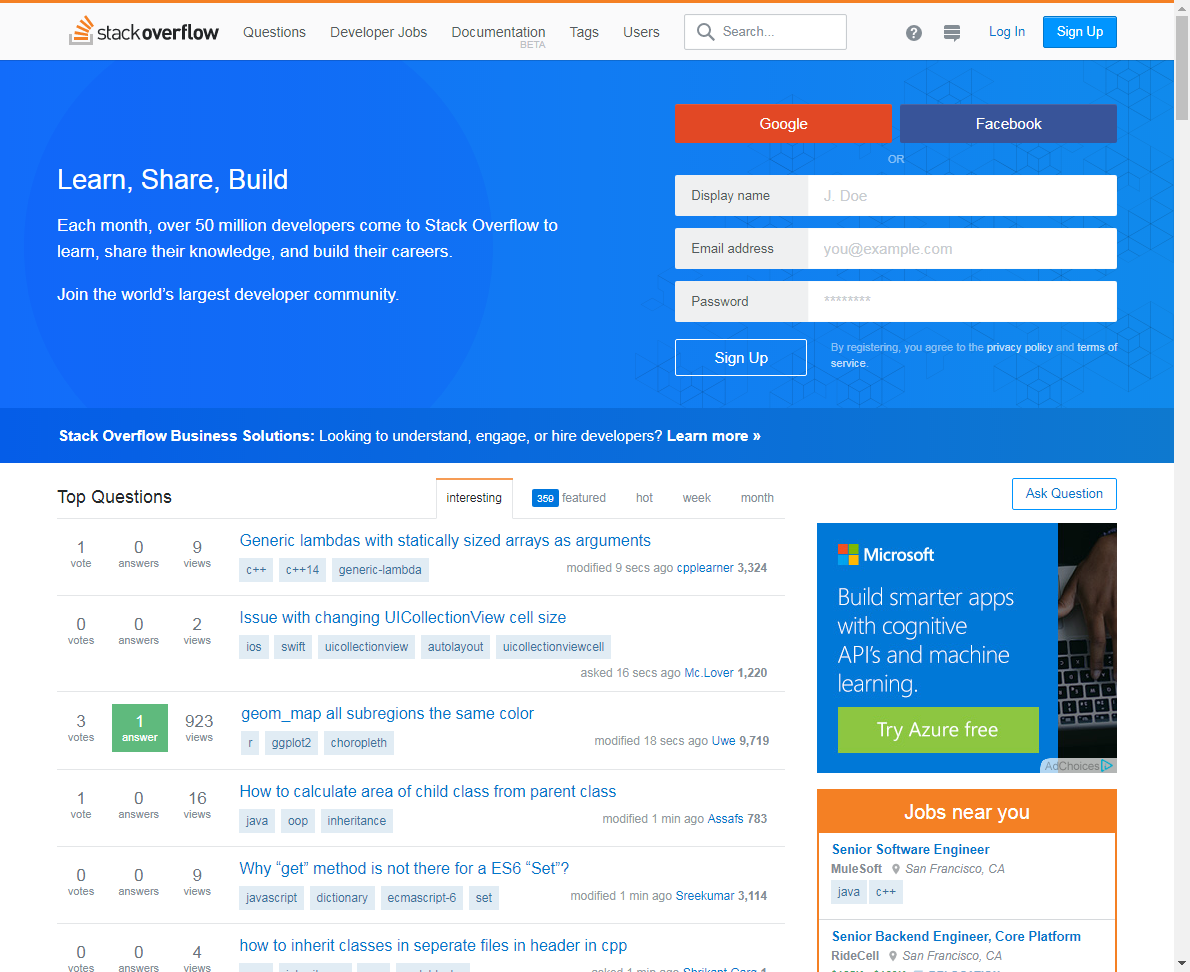 stackoverflow Questions Developer Jobs Documentation BETA Tags Users Search... Log In Sign Up
Google Facebook
OR
Learn, Share, Build
Each month, over 50 million developers come to Stack Overflow to
learn, share their knowledge, and build their careers.
Join the world's largest developer community.
Display name J. Doe
Email address you@example.com
Password ********
Sign Up
By registering, you agree to the privacy policy and terms of
service.
Stack Overflow Business Solutions: Looking to understand, engage, or hire developers? Learn more »
Top Questions interesting 359 featured hot week month
1 vote 0 answers 9 views
Generic lambdas with statically sized arrays as arguments
c++ c++14 generic-lambda
modified 9 secs ago cpplearner 3,324
0 votes 0 answers 2 views
Issue with changing UICollectionView cell size
ios swift uicollectionview autolayout uicollectionviewcell
asked 16 secs ago Mc.Lover 1,220
3 votes 1 answer 923 views
geom_map all subregions the same color
r ggplot2 choropleth
modified 18 secs ago Uwe 9,719
1 vote 0 answers 16 views
How to calculate area of child class from parent class
java oop inheritance
modified 1 min ago Assafs 783
0 votes 0 answers 9 views
Why “get” method is not there for a ES6 “Set”?
javascript dictionary ecmascript-6 set
modified 1 min ago Sreekumar 3,114
0 votes 0 answers 4 views
how to inherit classes in seperate files in header in cpp
Ask Question
Microsoft
Build smarter apps
with cognitive
API's and machine
learning.
Try Azure free
AdChoices
Jobs near you
Senior Software Engineer
MuleSoft San Francisco, CA
java c++
Senior Backend Engineer, Core Platform
RideCell San Francisco, CA